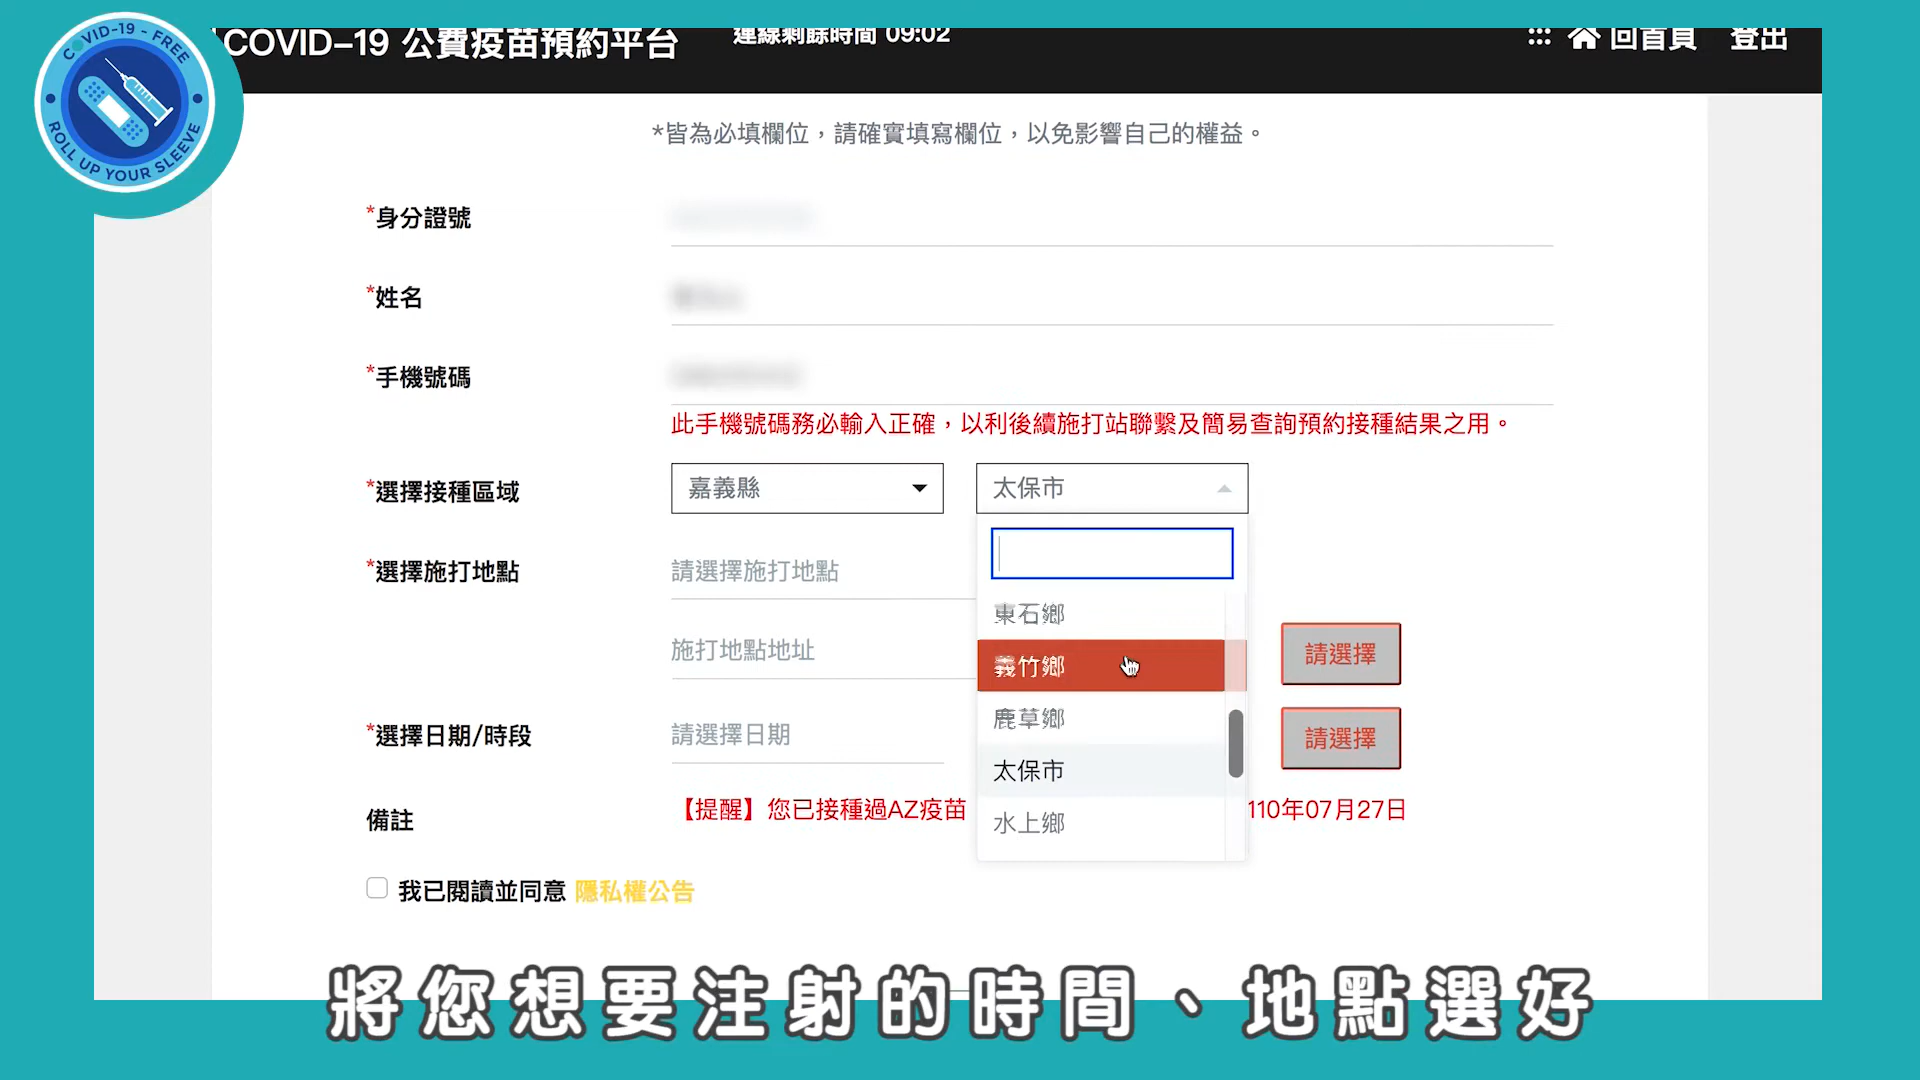 COVID-19 - FREE
ROLL UP YOUR SLEEVE
COVID-19 公費疫苗預約平台
連線剩餘時間 09:02
回首頁
登出
*皆為必填欄位，請確實填寫欄位，以免影響自己的權益。
*身分證號
*姓名
*手機號碼
此手機號碼務必輸入正確，以利後續施打站聯繫及簡易查詢預約接種結果之用。
*選擇接種區域
嘉義縣
太保市
*選擇施打地點
請選擇施打地點
東石鄉
施打地點地址
義竹鄉
請選擇
鹿草鄉
*選擇日期/時段
請選擇日期
請選擇
太保市
備註
【提醒】您已接種過AZ疫苗
110年07月27日
水上鄉
我已閱讀並同意 隱私權公告
將您想要注射的時間、地點選好